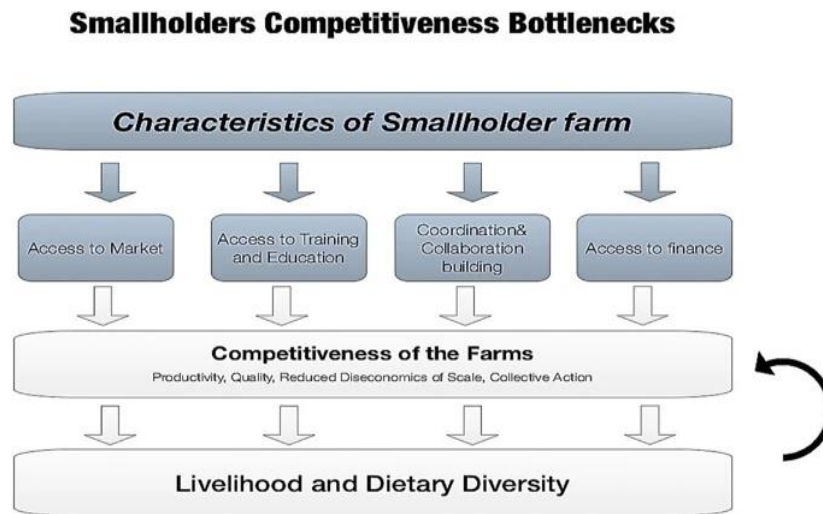 Smallholders Competitiveness Bottlenecks
Characteristics of Smallholder farm
Access to Market
Access to Training
and Education
Coordination&
Collaboration
building
Access to finance
Competitiveness of the Farms
Productivity, Quality, Reduced Diseconomics of Scale, Collective Action
Livelihood and Dietary Diversity